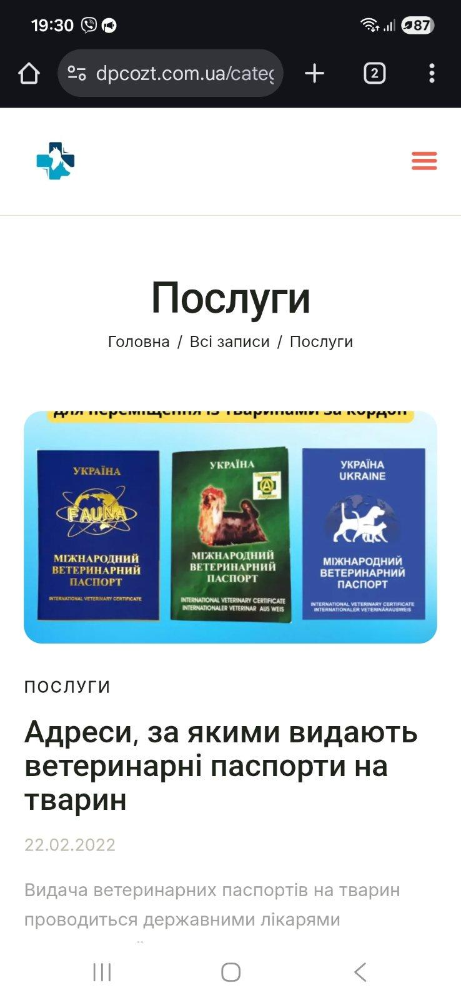 19:30
87
dpcozt.com.ua/categ
2
Послуги
Головна / Всі записи / Послуги
для переміщення із тваринами за кордон
УКРАЇНА
FAUNA
МІЖНАРОДНИЙ
ВЕТЕРИНАРНИЙ
ПАСПОРТ
INTERNATIONAL VETERINARY CERTIFICATE
УКРАЇНА
МІЖНАРОДНИЙ
ВЕТЕРИНАРНИЙ
ПАСПОРТ
INTERNATIONAL VETERINARY CERTIFICATE
INTERNATIONALER VETERINAR AUS WEIS
УКРАЇНА
UKRAINE
МІЖНАРОДНИЙ
ВЕТЕРИНАРНИЙ
ПАСПОРТ
INTERNATIONAL VETERINARY CERTIFICATE
INTERNATIONALER VETERINÄRAUSWEIS
ПОСЛУГИ
Адреси, за якими видають
ветеринарні паспорти на
тварин
22.02.2022
Видача ветеринарних паспортів на тварин
проводиться державними лікарями